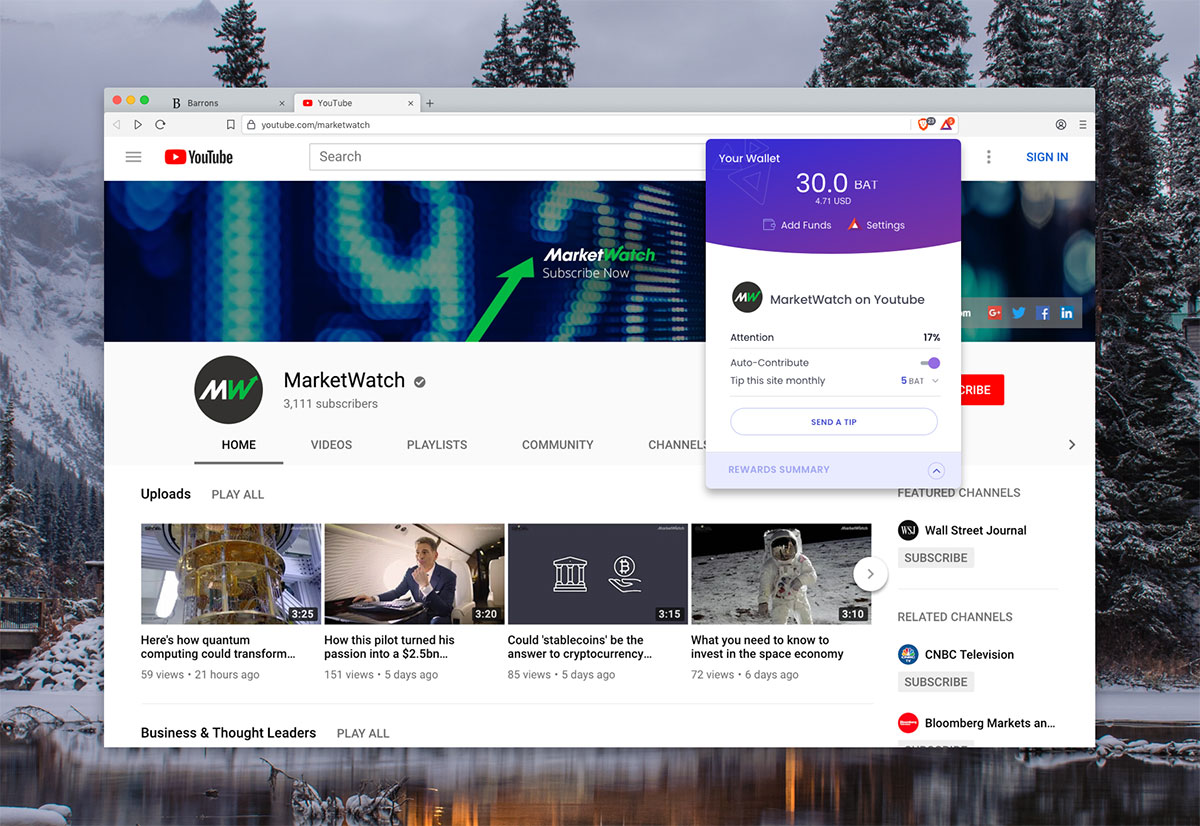 B Barrons
YouTube
youtube.com/marketwatch
YouTube
Search
SIGN IN
MarketWatch
Subscribe Now
Your Wallet
30.0 BAT
4.71 USD
Add Funds
Settings
MW
MarketWatch on Youtube
Attention 17%
Auto-Contribute
Tip this site monthly 5 BAT
SEND A TIP
REWARDS SUMMARY
om
G+
f
in
MW
MarketWatch
3,111 subscribers
CRIBE
HOME
VIDEOS
PLAYLISTS
COMMUNITY
CHANNELS
Uploads PLAY ALL
3:25
Here's how quantum
computing could transform...
59 views • 21 hours ago
3:20
How this pilot turned his
passion into a $2.5bn...
151 views • 5 days ago
3:15
Could 'stablecoins' be the
answer to cryptocurrency...
85 views • 5 days ago
3:10
What you need to know to
invest in the space economy
72 views • 6 days ago
Business & Thought Leaders PLAY ALL
FEATURED CHANNELS
WSJ
Wall Street Journal
SUBSCRIBE
RELATED CHANNELS
CNBC Television
SUBSCRIBE
Bloomberg Markets an...
SUBSCRIBE